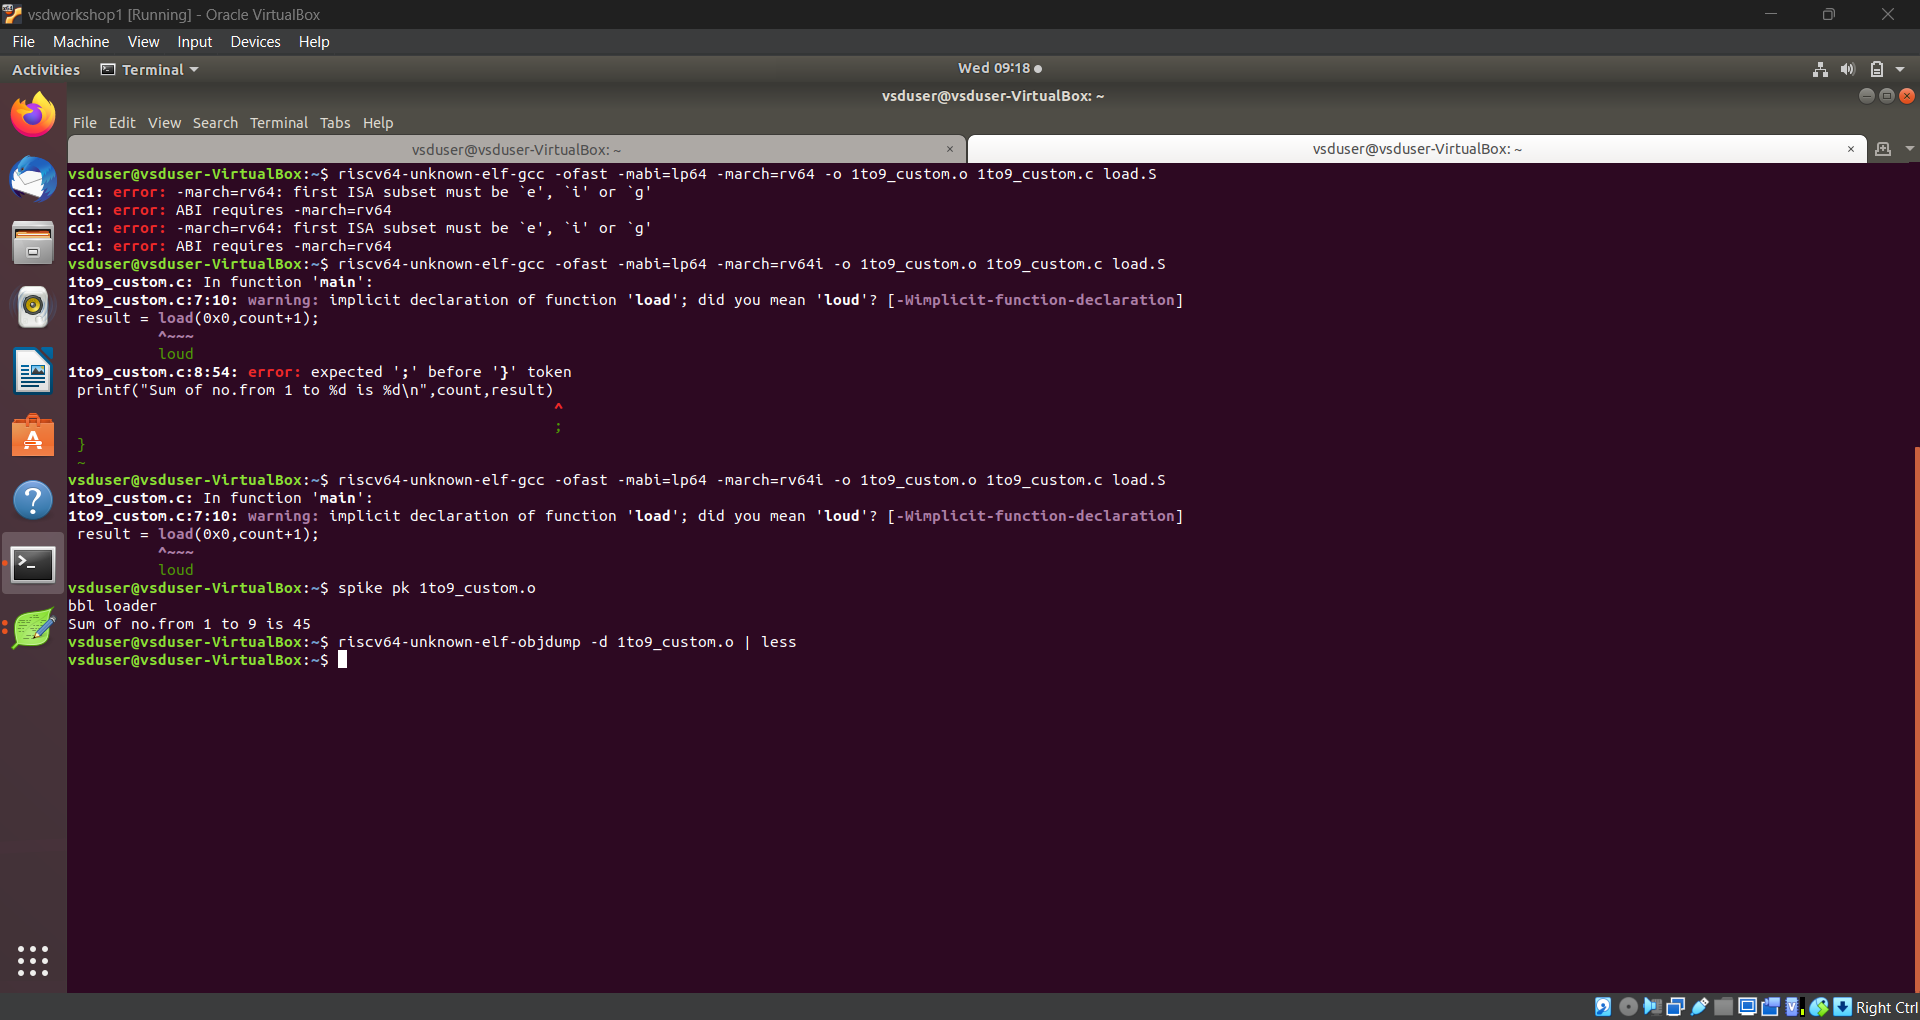 vsdworkshop1 [Running] - Oracle VirtualBox
File Machine View Input Devices Help
Activities Terminal Wed 09:18
vsduser@vsduser-VirtualBox: ~
File Edit View Search Terminal Tabs Help
vsduser@vsduser-VirtualBox: ~ × vsduser@vsduser-VirtualBox: ~ ×
vsduser@vsduser-VirtualBox:~$ riscv64-unknown-elf-gcc -ofast -mabi=lp64 -march=rv64 -o 1to9_custom.o 1to9_custom.c load.S
cc1: error: -march=rv64: first ISA subset must be `e', `i' or `g'
cc1: error: ABI requires -march=rv64
cc1: error: -march=rv64: first ISA subset must be `e', `i' or `g'
cc1: error: ABI requires -march=rv64
vsduser@vsduser-VirtualBox:~$ riscv64-unknown-elf-gcc -ofast -mabi=lp64 -march=rv64i -o 1to9_custom.o 1to9_custom.c load.S
1to9_custom.c: In function 'main':
1to9_custom.c:7:10: warning: implicit declaration of function 'load'; did you mean 'loud'? [-Wimplicit-function-declaration]
 result = load(0x0,count+1);
          ^~~~
          loud
1to9_custom.c:8:54: error: expected ';' before '}' token
 printf("Sum of no.from 1 to %d is %d\n",count,result)
                                                      ^
                                                      ;
 }
 ~
vsduser@vsduser-VirtualBox:~$ riscv64-unknown-elf-gcc -ofast -mabi=lp64 -march=rv64i -o 1to9_custom.o 1to9_custom.c load.S
1to9_custom.c: In function 'main':
1to9_custom.c:7:10: warning: implicit declaration of function 'load'; did you mean 'loud'? [-Wimplicit-function-declaration]
 result = load(0x0,count+1);
          ^~~~
          loud
vsduser@vsduser-VirtualBox:~$ spike pk 1to9_custom.o
bbl loader
Sum of no.from 1 to 9 is 45
vsduser@vsduser-VirtualBox:~$ riscv64-unknown-elf-objdump -d 1to9_custom.o | less
vsduser@vsduser-VirtualBox:~$
Right Ctrl